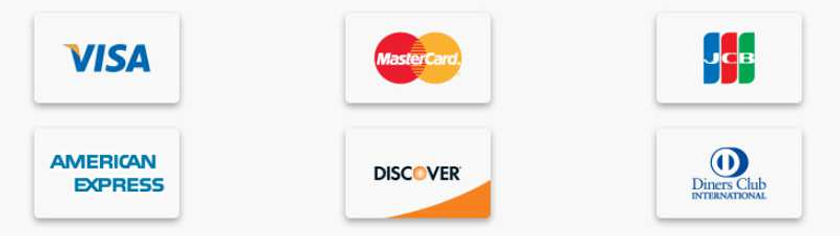 VISA
MasterCard.
JCB
AMERICAN
EXPRESS
DISCOVER
Diners Club
INTERNATIONAL